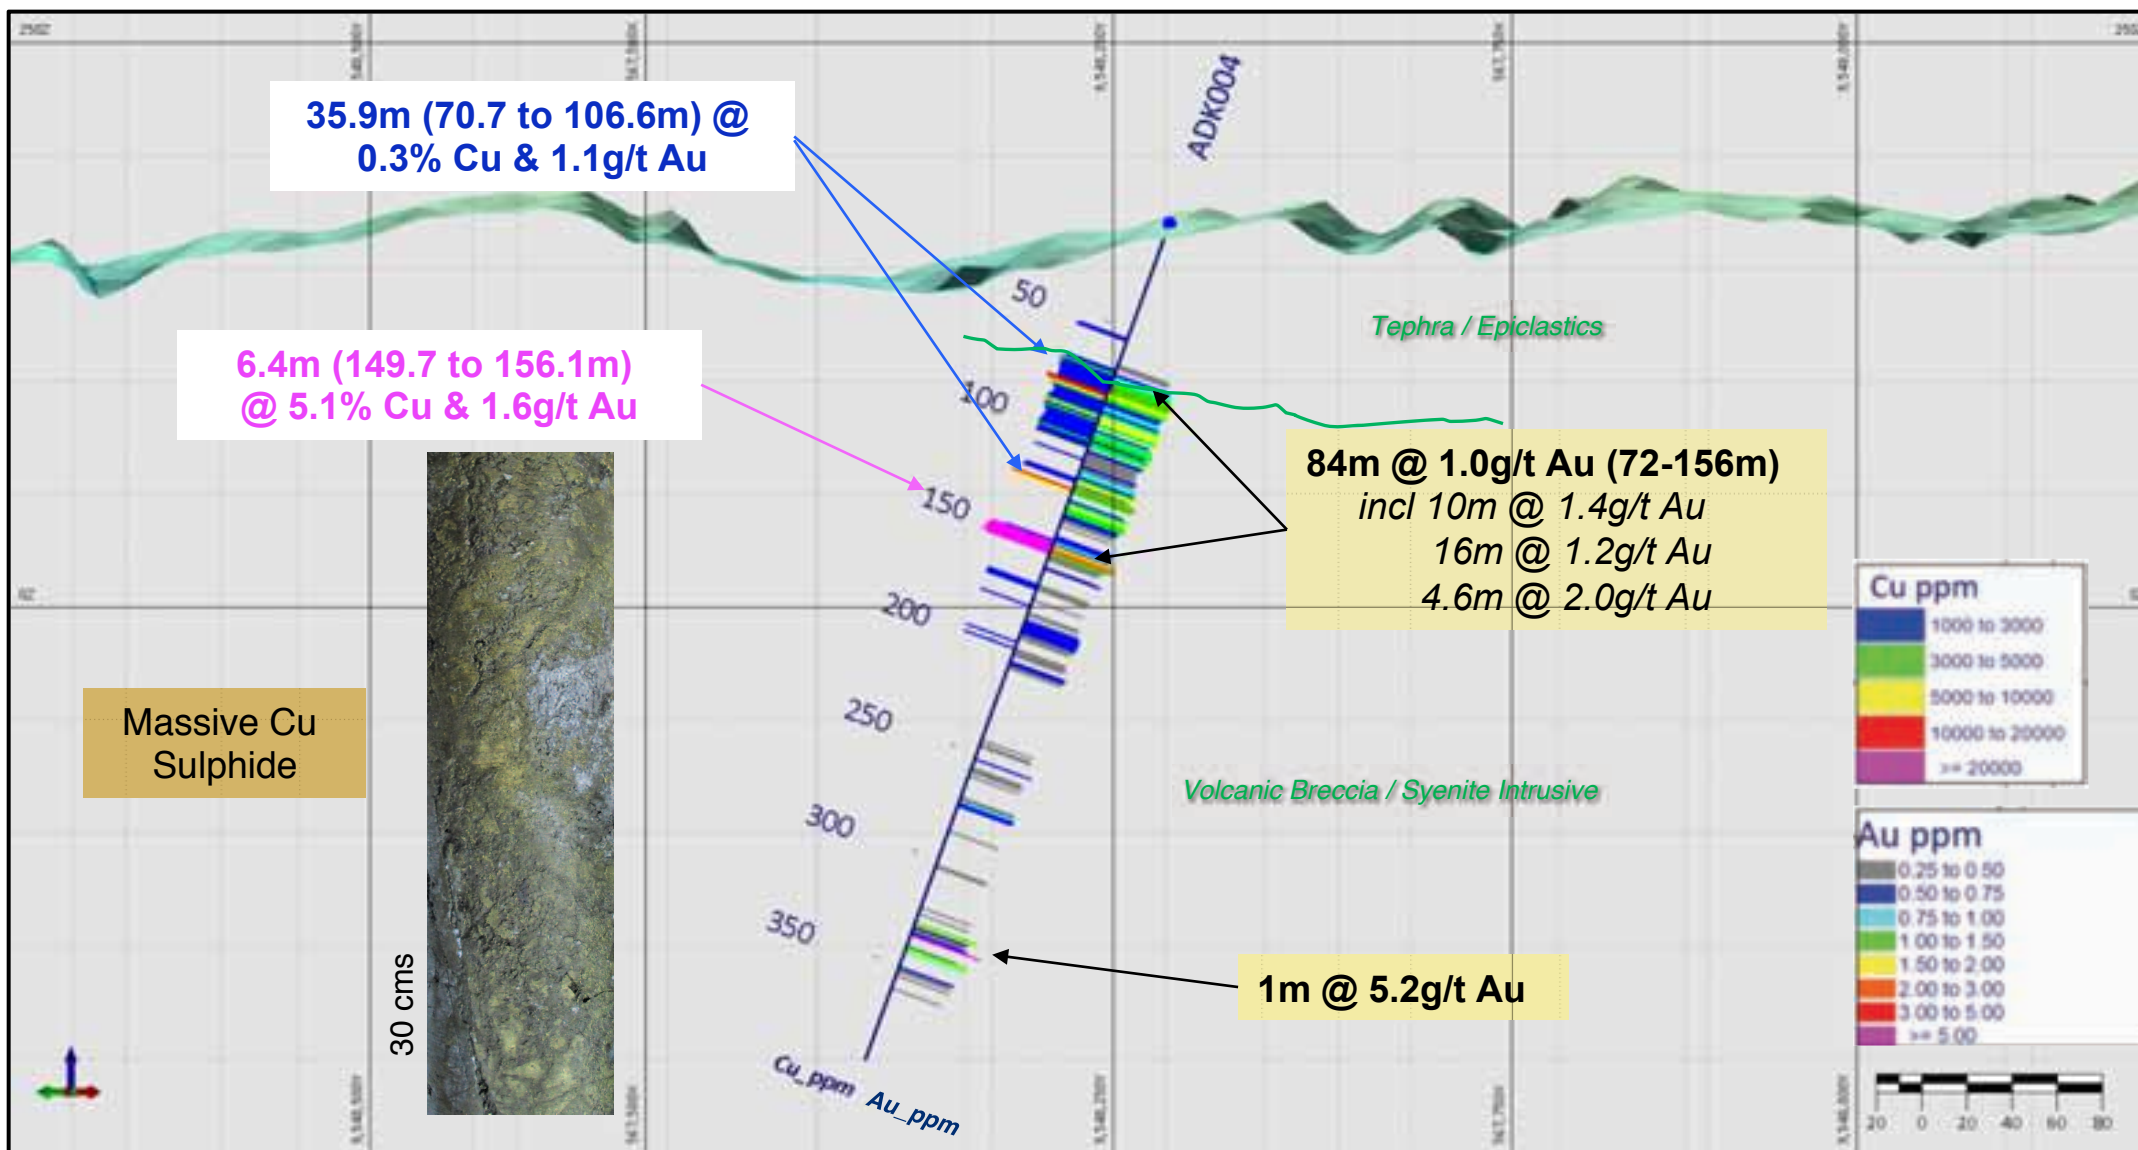 250Z
ADK004
35.9m (70.7 to 106.6m) @
0.3% Cu & 1.1g/t Au
50
Tephra / Epiclastics
6.4m (149.7 to 156.1m)
@ 5.1% Cu & 1.6g/t Au
100
84m @ 1.0g/t Au (72-156m)
incl 10m @ 1.4g/t Au
16m @ 1.2g/t Au
4.6m @ 2.0g/t Au
150
0Z
200
Cu ppm
1000 to 3000
3000 to 5000
5000 to 10000
10000 to 20000
>= 20000
Massive Cu
Sulphide
250
Volcanic Breccia / Syenite Intrusive
300
Au ppm
0.25 to 0.50
0.50 to 0.75
0.75 to 1.00
1.00 to 1.50
1.50 to 2.00
2.00 to 3.00
3.00 to 5.00
>= 5.00
350
30 cms
1m @ 5.2g/t Au
Cu_ppm
Au_ppm
20 0 20 40 60 80